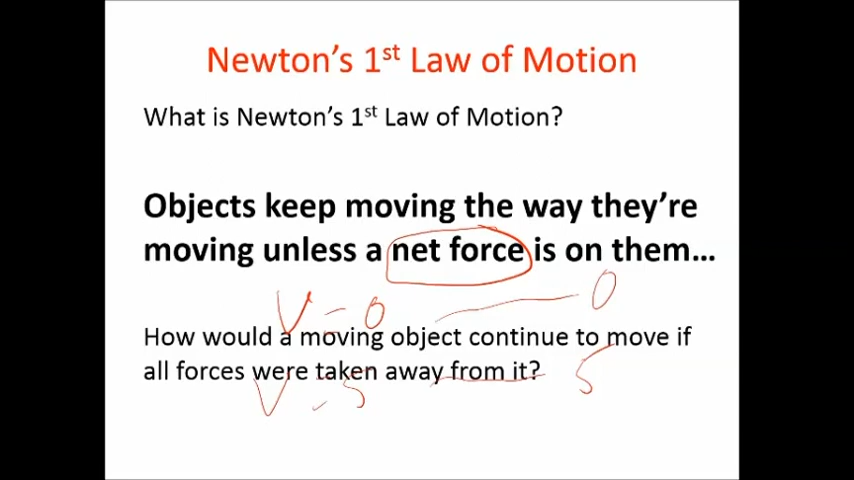 Newton's 1st Law of Motion
What is Newton's 1st Law of Motion?
Objects keep moving the way they're
moving unless a net force is on them...
V = 0 — 0
How would a moving object continue to move if
all forces were taken away from it?
V = 5 — 5